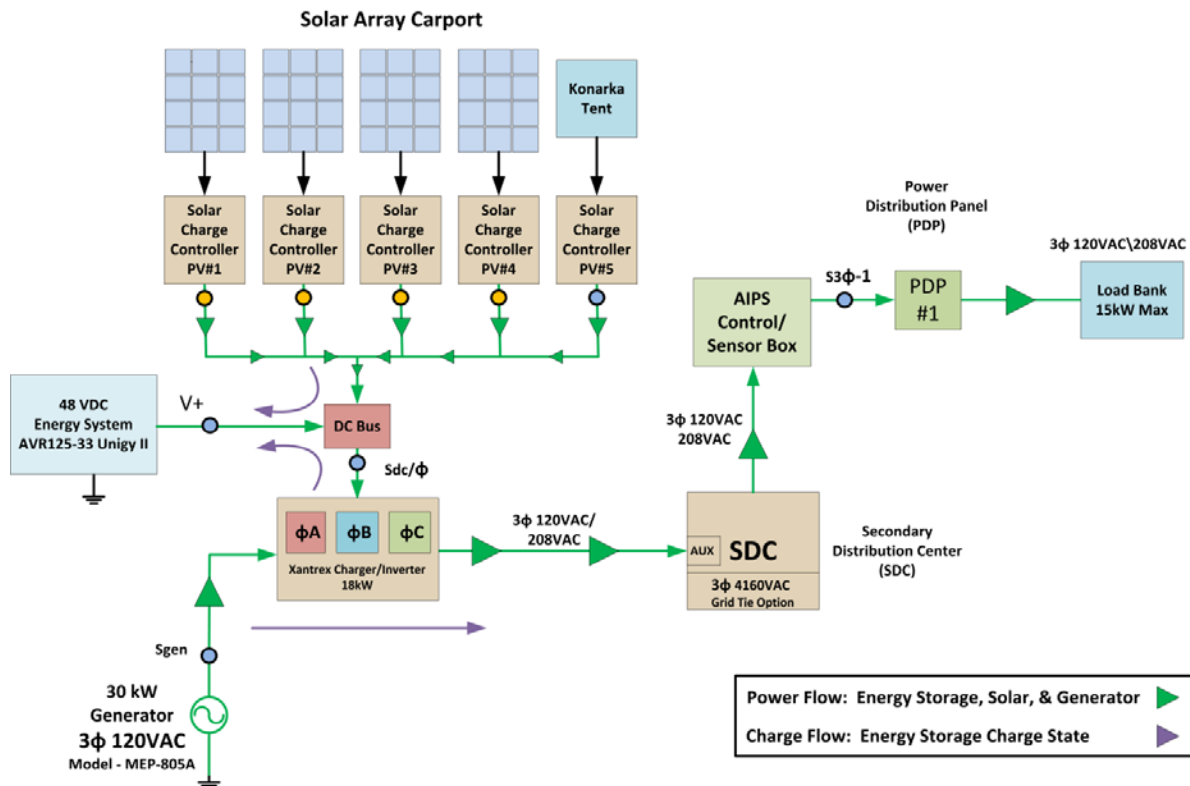 Solar Array Carport
Konarka
Tent
Solar
Charge
Controller
PV#1
Solar
Charge
Controller
PV#2
Solar
Charge
Controller
PV#3
Solar
Charge
Controller
PV#4
Solar
Charge
Controller
PV#5
Power
Distribution Panel
(PDP)
3ϕ 120VAC\208VAC
AIPS
Control/
Sensor Box
S3ϕ-1
PDP
#1
Load Bank
15kW Max
48 VDC
Energy System
AVR125-33 Unigy II
V+
DC Bus
Sdc/ϕ
3ϕ 120VAC
208VAC
ϕA
ϕB
ϕC
Xantrex Charger/Inverter
18kW
3ϕ 120VAC/
208VAC
AUX
SDC
3ϕ 4160VAC
Grid Tie Option
Secondary
Distribution Center
(SDC)
Sgen
30 kW
Generator
3ϕ 120VAC
Model - MEP-805A
Power Flow: Energy Storage, Solar, & Generator
Charge Flow: Energy Storage Charge State